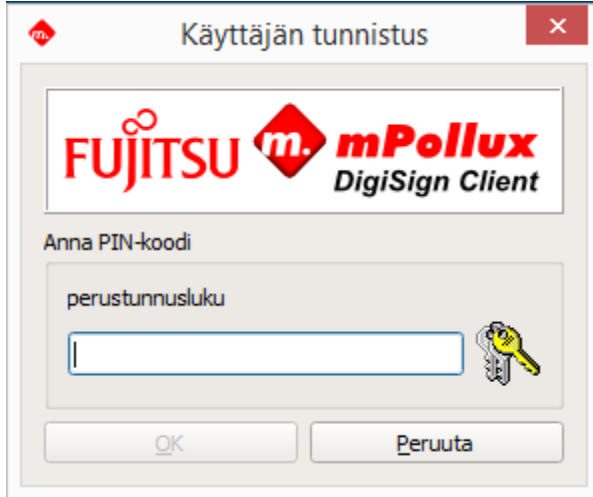 Käyttäjän tunnistus
FUJITSU m. mPollux
DigiSign Client
Anna PIN-koodi
perustunnusluku
OK
Peruuta